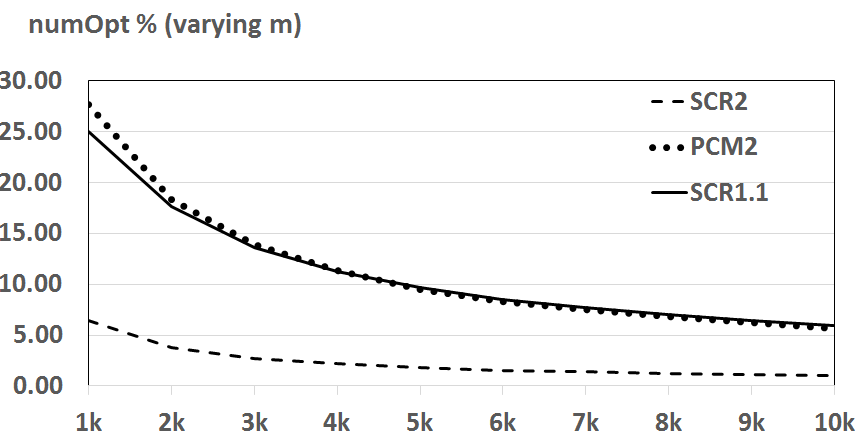 numOpt % (varying m)
30.00
25.00
20.00
15.00
10.00
5.00
0.00
SCR2
PCM2
SCR1.1
1k 2k 3k 4k 5k 6k 7k 8k 9k 10k